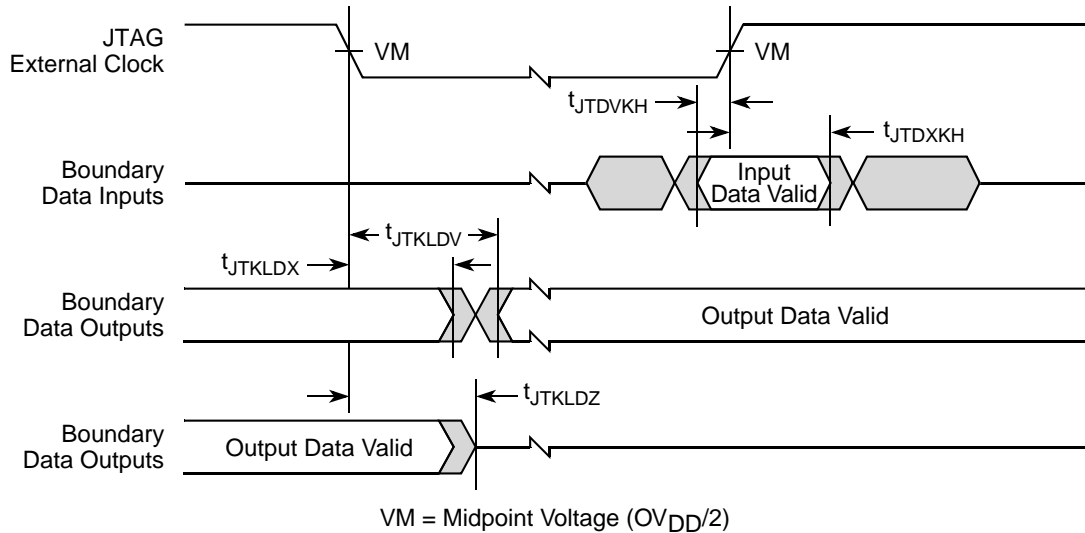 JTAG
External Clock
VM
VM
tJTDVKH
tJTDXKH
Boundary
Data Inputs
Input
Data Valid
tJTKLDV
tJTKLDX
Boundary
Data Outputs
Output Data Valid
tJTKLDZ
Boundary
Data Outputs
Output Data Valid
VM = Midpoint Voltage (OVDD/2)